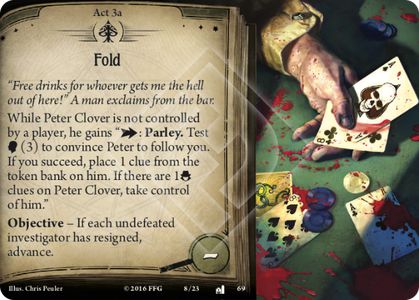 Act 3a
Fold
"Free drinks for whoever gets me the hell
out of here!" A man exclaims from the bar.
While Peter Clover is not controlled
by a player, he gains ": Parley. Test
(3) to convince Peter to follow you.
If you succeed, place 1 clue from the
token bank on him. If there are 1
clues on Peter Clover, take control
of him."
Objective – If each undefeated
investigator has resigned,
advance.
–
Illus. Chris Peuler
© 2016 FFG
8/23
69
8